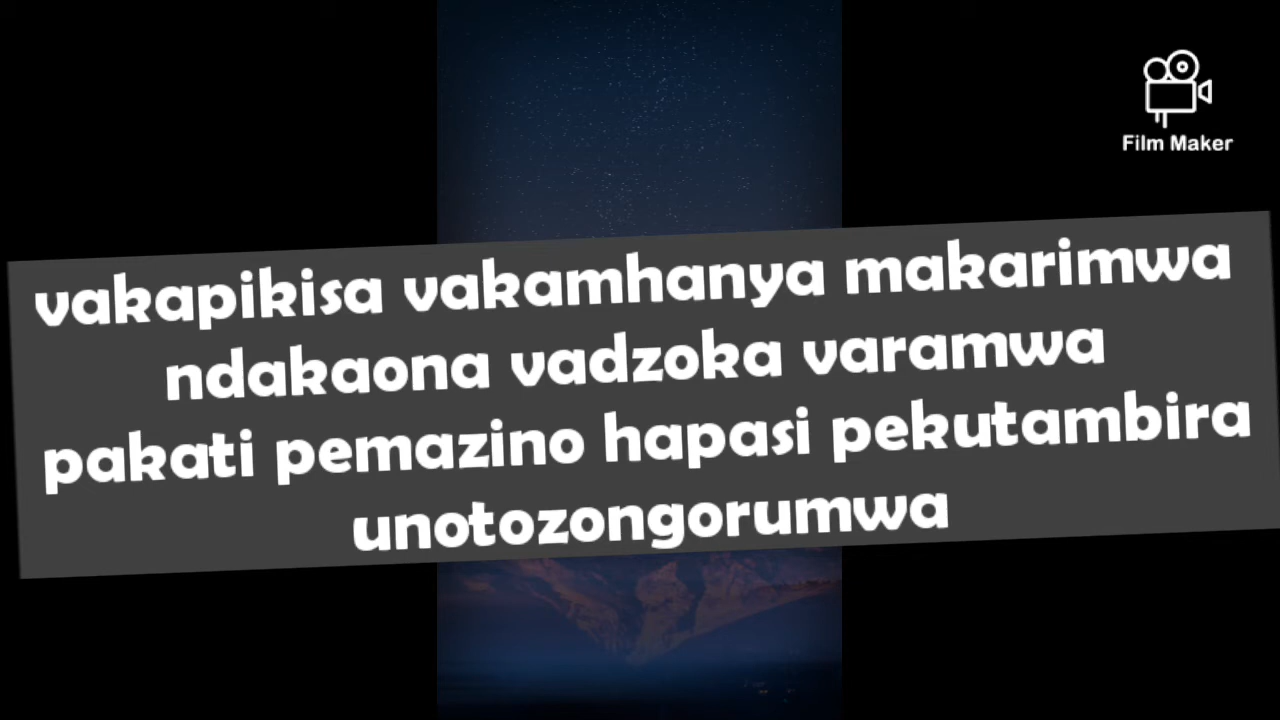 Film Maker
vakapikisa vakamhanya makarimwa
ndakaona vadzoka varamwa
pakati pemazino hapasi pekutambira
unotozongorumwa